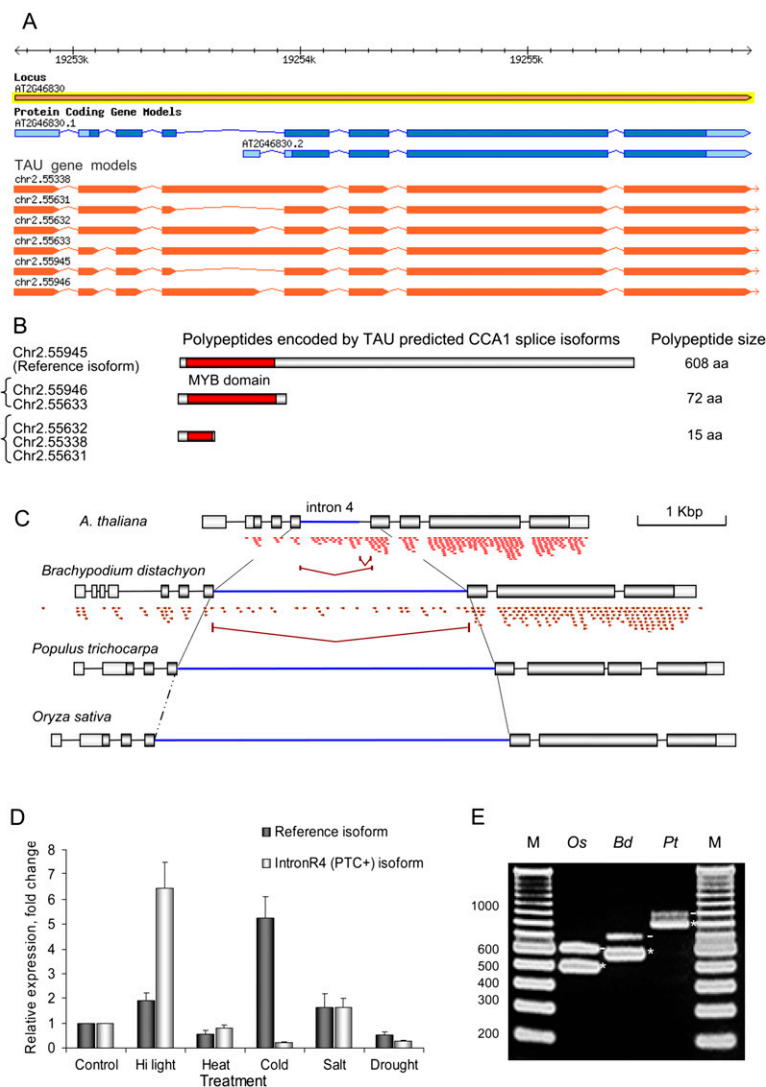 A
19253k 19254k 19255k
Locus
AT2G46830
Protein Coding Gene Models
AT2G46830.1
AT2G46830.2
TAU gene models
chr2.55338
chr2.55631
chr2.55632
chr2.55633
chr2.55945
chr2.55946
B
Polypeptides encoded by TAU predicted CCA1 splice isoforms Polypeptide size
Chr2.55945
(Reference isoform)
608 aa
MYB domain
Chr2.55946
Chr2.55633
72 aa
Chr2.55632
Chr2.55338
Chr2.55631
15 aa
C
intron 4
A. thaliana
1 Kbp
Brachypodium distachyon
Populus trichocarpa
Oryza sativa
D
Reference isoform
IntronR4 (PTC+) isoform
Relative expression, fold change
8
7
6
5
4
3
2
1
0
Control Hi light Heat Cold Salt Drought
Treatment
E
M Os Bd Pt M
1000
600
500
400
300
200